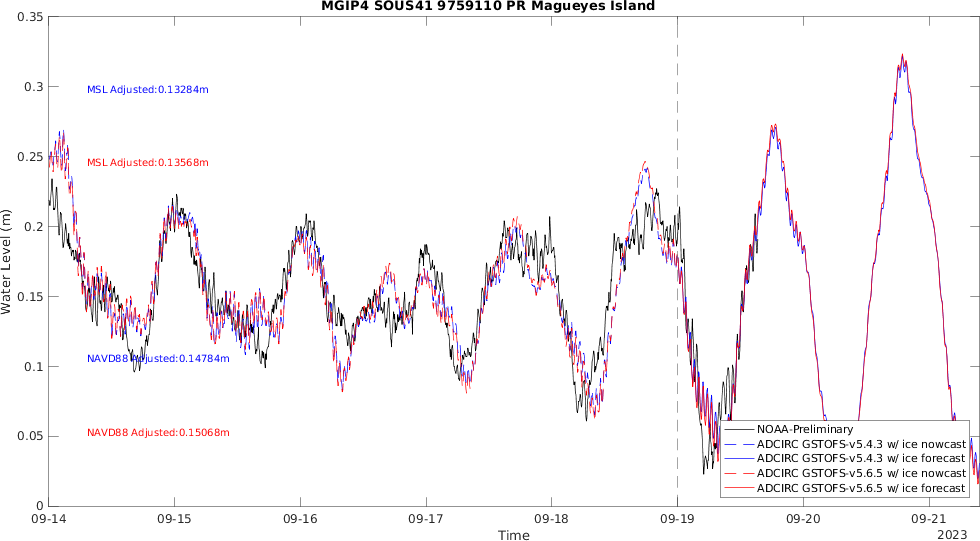 MGIP4 SOUS41 9759110 PR Magueyes Island
0.35
0.3
0.25
0.2
0.15
0.1
0.05
0
Water Level (m)
MSL Adjusted:0.13284m
MSL Adjusted:0.13568m
NAVD88 Adjusted:0.14784m
NAVD88 Adjusted:0.15068m
NOAA-Preliminary
ADCIRC GSTOFS-v5.4.3 w/ ice nowcast
ADCIRC GSTOFS-v5.4.3 w/ ice forecast
ADCIRC GSTOFS-v5.6.5 w/ ice nowcast
ADCIRC GSTOFS-v5.6.5 w/ ice forecast
09-14 09-15 09-16 09-17 09-18 09-19 09-20 09-21
Time
2023